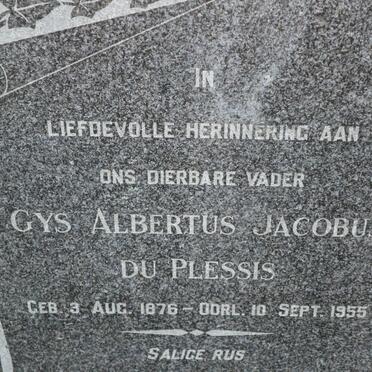 IN
LIEFDEVOLLE HERINNERING AAN
ONS DIERBARE VADER
GYS ALBERTUS JACOBU
DU PLESSIS
GEB. 3 AUG. 1876 – OORL. 10 SEPT. 1955
SALIGE RUS